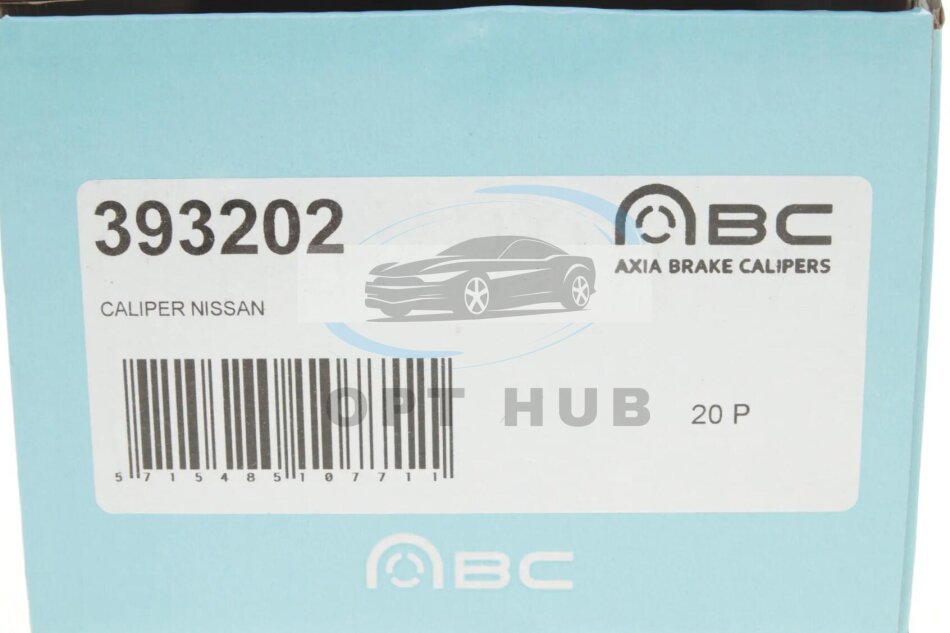 393202
ABC
AXIA BRAKE CALIPERS
CALIPER NISSAN
OPT HUB
20 P
5715485107711
ABC